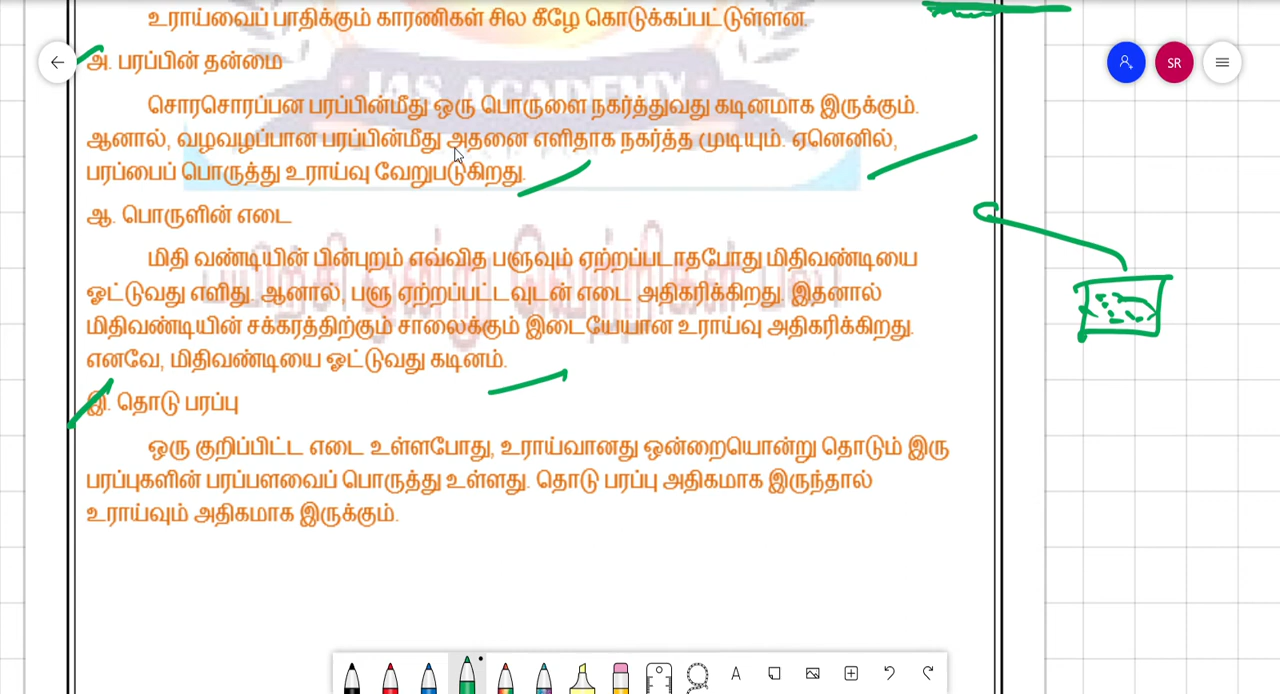 உராய்வைப் பாதிக்கும் காரணிகள் சில கீழே கொடுக்கப்பட்டுள்ளன.
அ. பரப்பின் தன்மை
IAS ACADEMY
சொரசொரப்பன பரப்பின்மீது ஒரு பொருளை நகர்த்துவது கடினமாக இருக்கும்.
ஆனால், வழவழப்பான பரப்பின்மீது அதனை எளிதாக நகர்த்த முடியும். ஏனெனில்,
பரப்பைப் பொருத்து உராய்வு வேறுபடுகிறது.
ஆ. பொருளின் எடை
மிதி வண்டியின் பின்புறம் எவ்வித பளுவும் ஏற்றப்படாதபோது மிதிவண்டியை
ஓட்டுவது எளிது. ஆனால், பளு ஏற்றப்பட்டவுடன் எடை அதிகரிக்கிறது. இதனால்
மிதிவண்டியின் சக்கரத்திற்கும் சாலைக்கும் இடையேயான உராய்வு அதிகரிக்கிறது.
எனவே, மிதிவண்டியை ஓட்டுவது கடினம்.
இ. தொடு பரப்பு
ஒரு குறிப்பிட்ட எடை உள்ளபோது, உராய்வானது ஒன்றையொன்று தொடும் இரு
பரப்புகளின் பரப்பளவைப் பொருத்து உள்ளது. தொடு பரப்பு அதிகமாக இருந்தால்
உராய்வும் அதிகமாக இருக்கும்.
SR
A